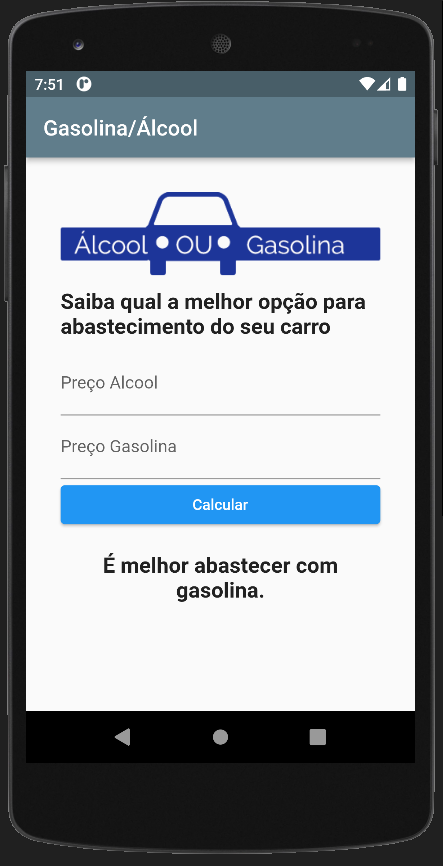 7:51
Gasolina/Álcool
Álcool OU Gasolina
Saiba qual a melhor opção para
abastecimento do seu carro
Preço Alcool
Preço Gasolina
Calcular
É melhor abastecer com
gasolina.